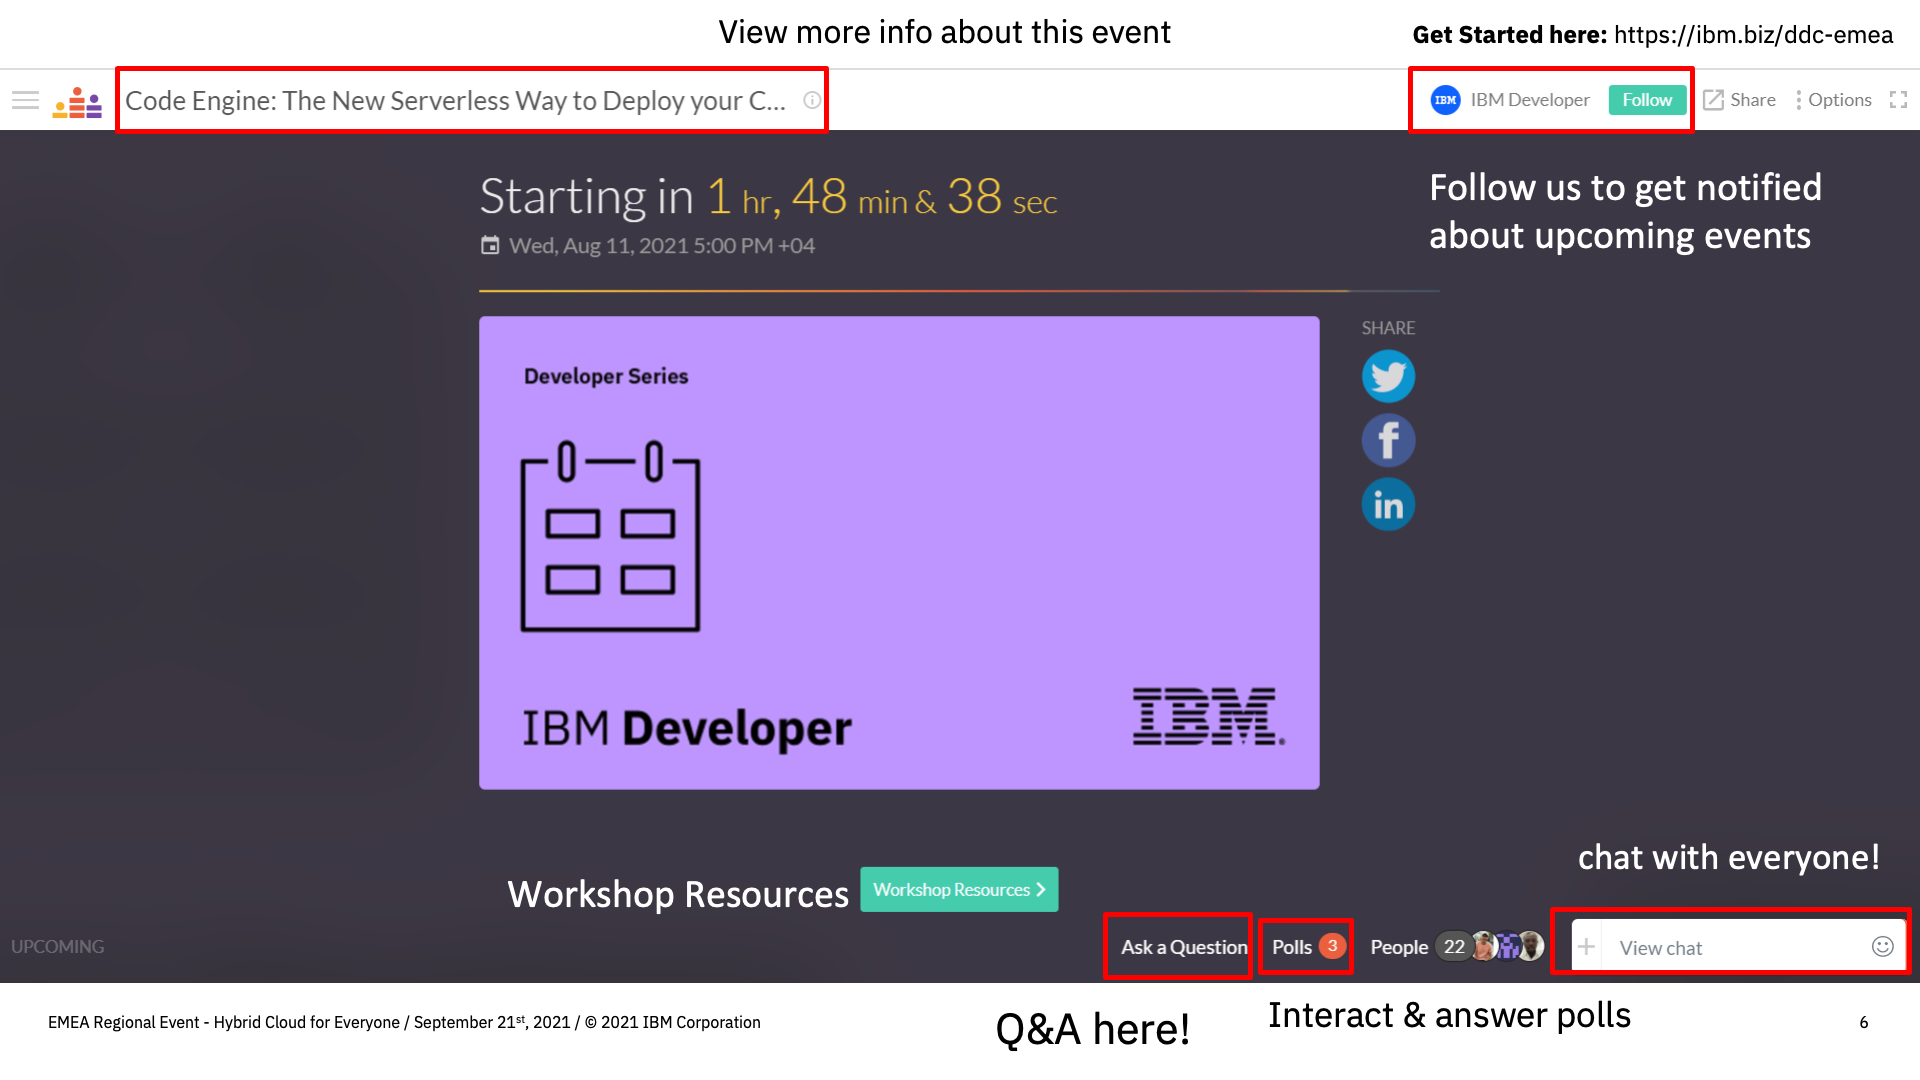 View more info about this event
Get Started here: https://ibm.biz/ddc-emea
Code Engine: The New Serverless Way to Deploy your C...
IBM
IBM Developer
Follow
Share
Options
Starting in 1 hr, 48 min & 38 sec
Wed, Aug 11, 2021 5:00 PM +04
Follow us to get notified
about upcoming events
SHARE
Developer Series
IBM Developer
IBM®
chat with everyone!
Workshop Resources
Workshop Resources
UPCOMING
Ask a Question
Polls 3
People 22
View chat
EMEA Regional Event - Hybrid Cloud for Everyone / September 21st, 2021 / © 2021 IBM Corporation
Q&A here!
Interact & answer polls
6